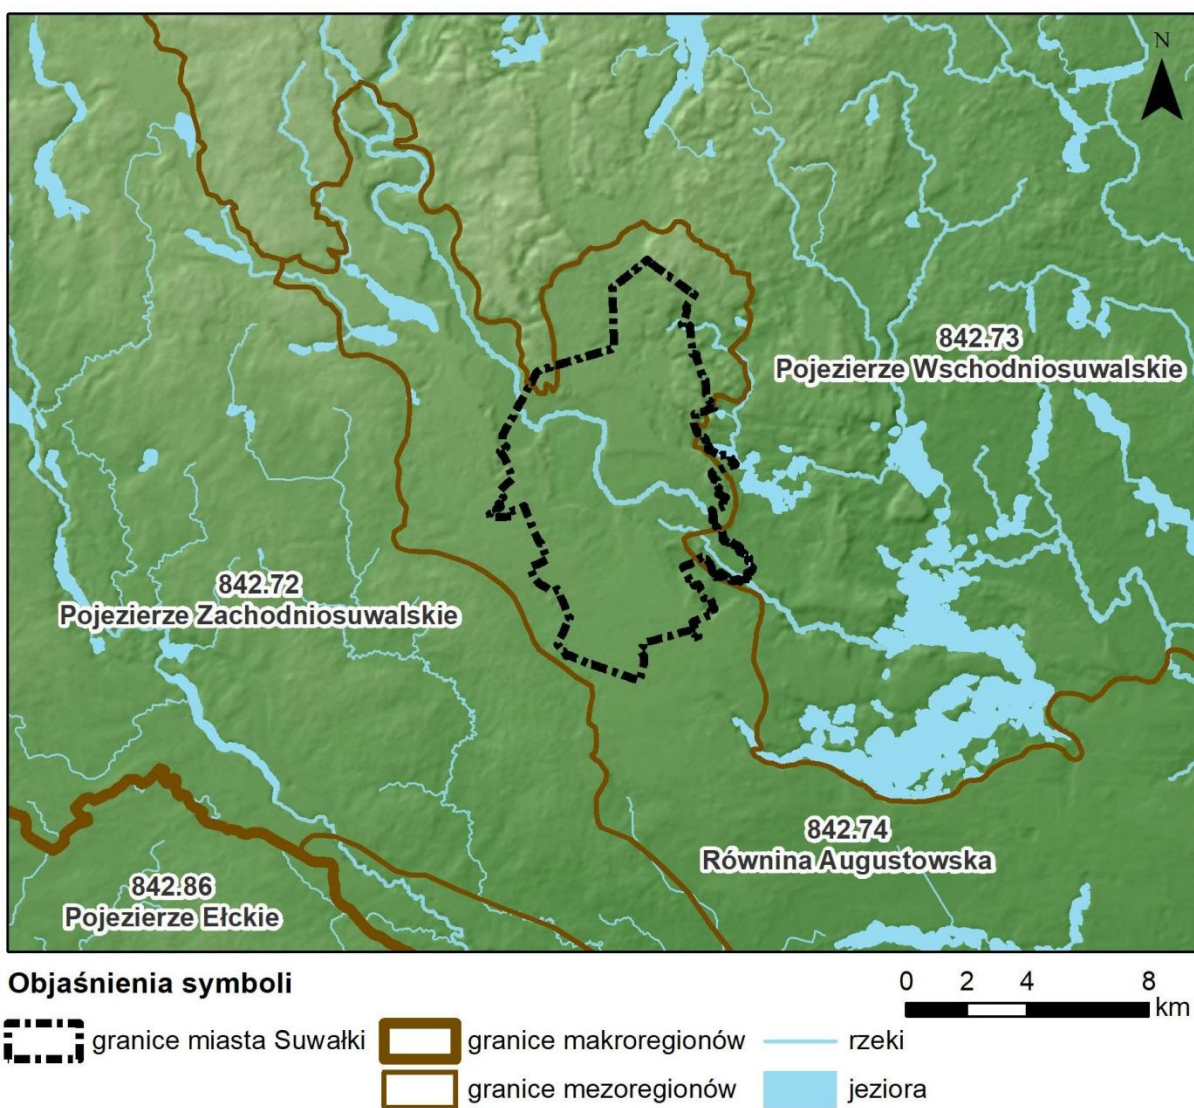 N
842.73
Pojezierze Wschodniosuwalskie
842.72
Pojezierze Zachodniosuwalskie
842.74
Równina Augustowska
842.86
Pojezierze Ełckie
Objaśnienia symboli
0 2 4 8
km
granice miasta Suwałki
granice makroregionów
rzeki
granice mezoregionów
jeziora